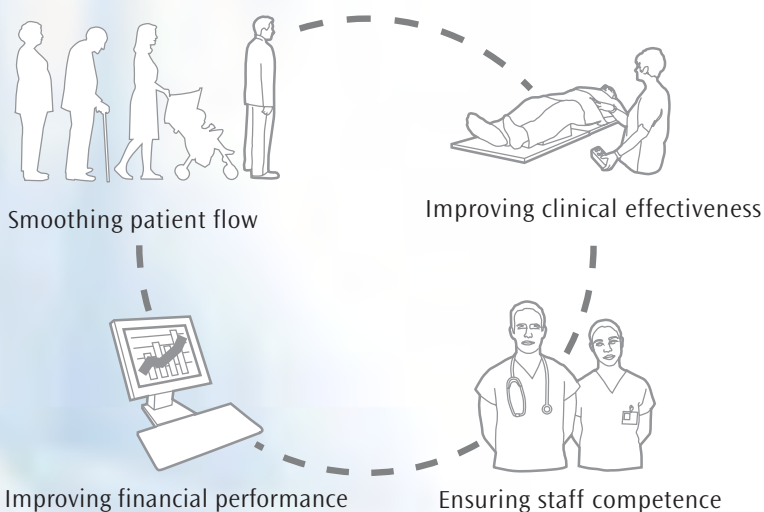 Smoothing patient flow
Improving clinical effectiveness
Improving financial performance
Ensuring staff competence